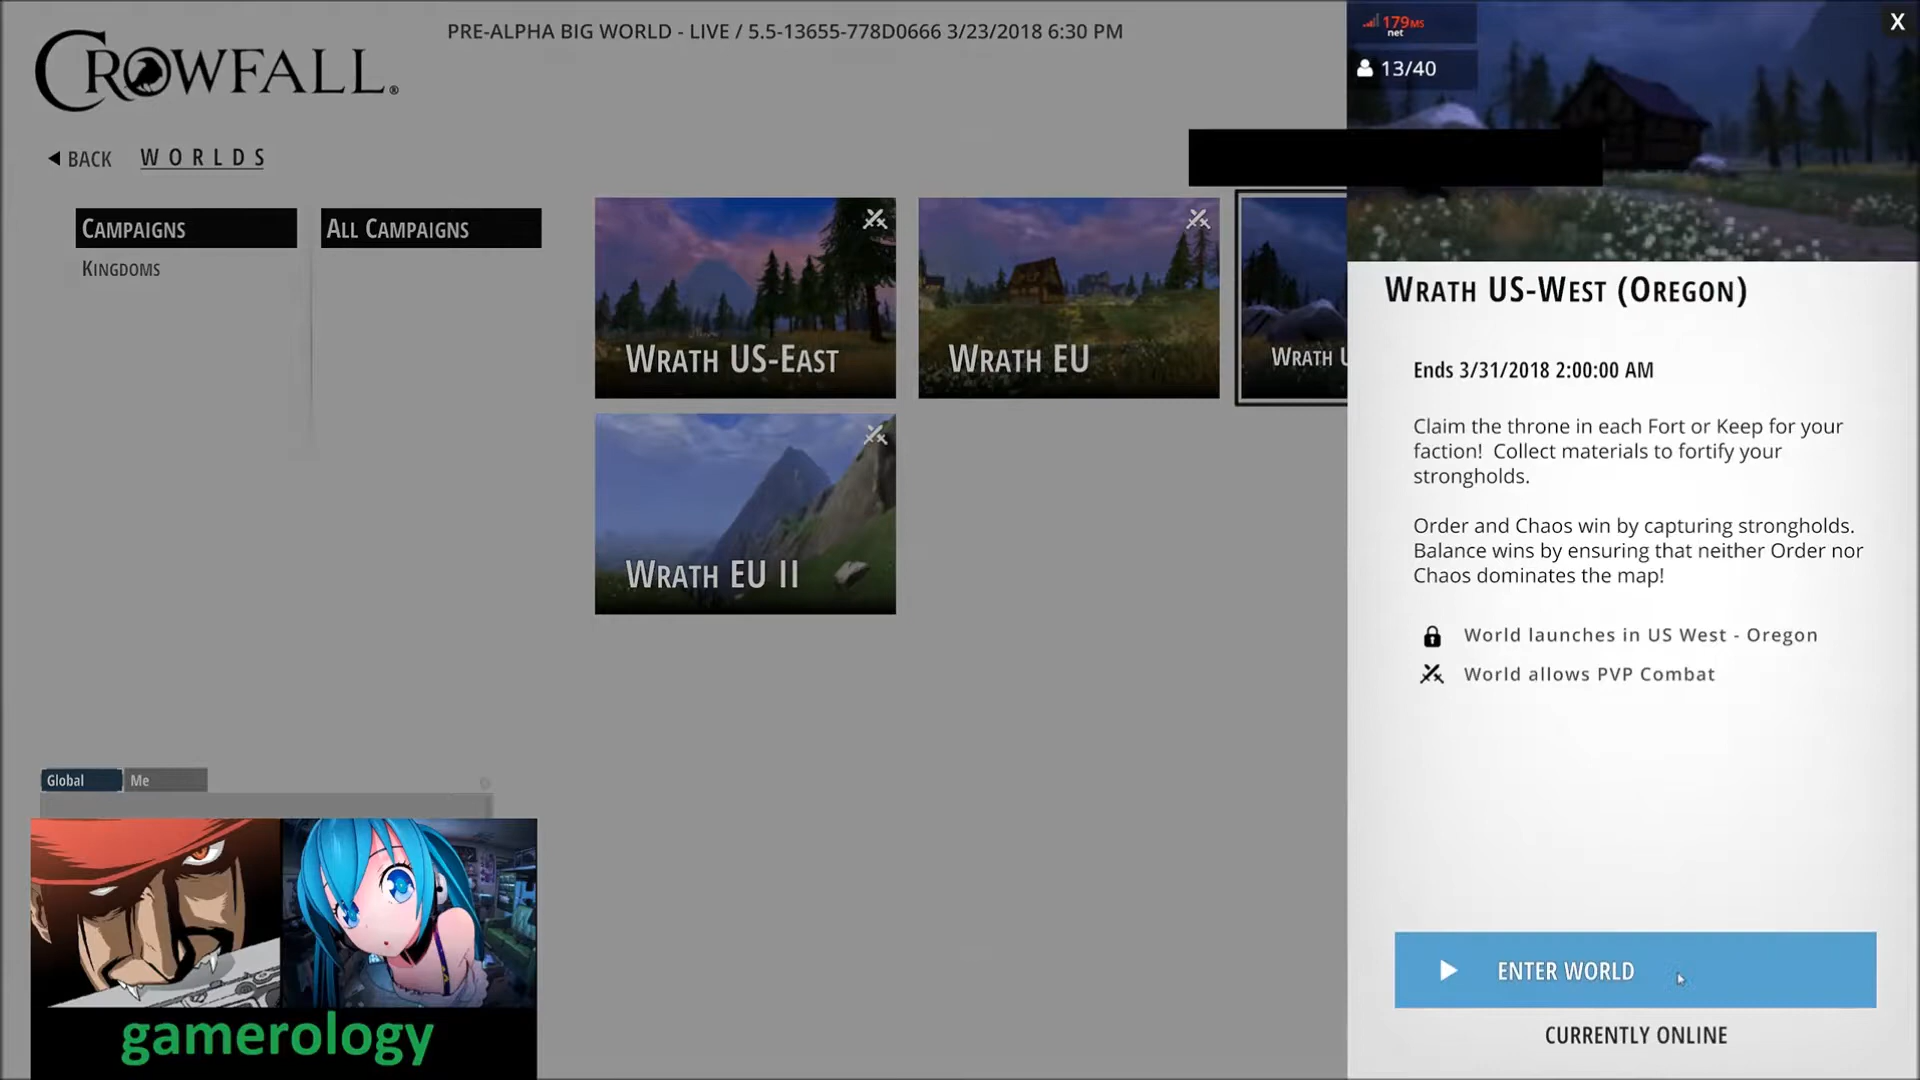 CROWFALL®
PRE-ALPHA BIG WORLD - LIVE / 5.5-13655-778D0666 3/23/2018 6:30 PM
179MS
net
13/40
X
BACK
WORLDS
CAMPAIGNS
KINGDOMS
ALL CAMPAIGNS
WRATH US-EAST
WRATH EU
WRATH U
WRATH EU II
WRATH US-WEST (OREGON)
Ends 3/31/2018 2:00:00 AM
Claim the throne in each Fort or Keep for your
faction! Collect materials to fortify your
strongholds.
Order and Chaos win by capturing strongholds.
Balance wins by ensuring that neither Order nor
Chaos dominates the map!
World launches in US West - Oregon
World allows PVP Combat
Global
Me
gamerology
ENTER WORLD
CURRENTLY ONLINE